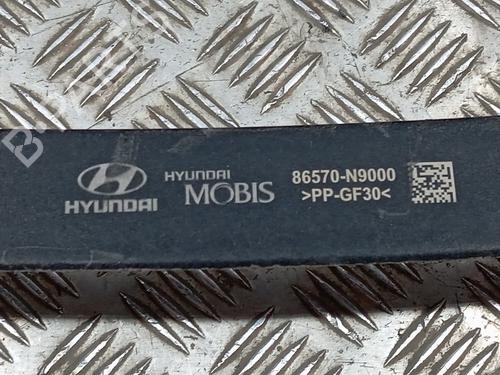 HYUNDAI
HYUNDAI
MOBIS
86570-N9000
>PP-GF30<